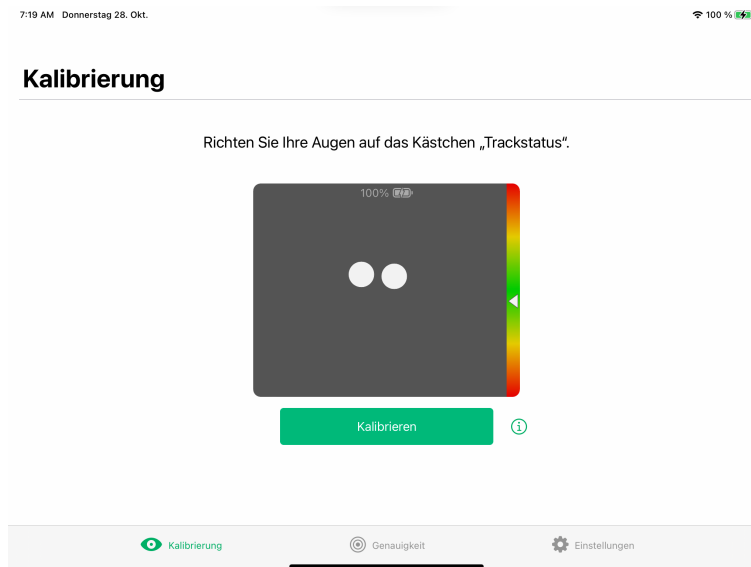 7:19 AM Donnerstag 28. Okt. 100 %
Kalibrierung
Richten Sie Ihre Augen auf das Kästchen „Trackstatus“.
100%
Kalibrieren
Kalibrierung Genauigkeit Einstellungen